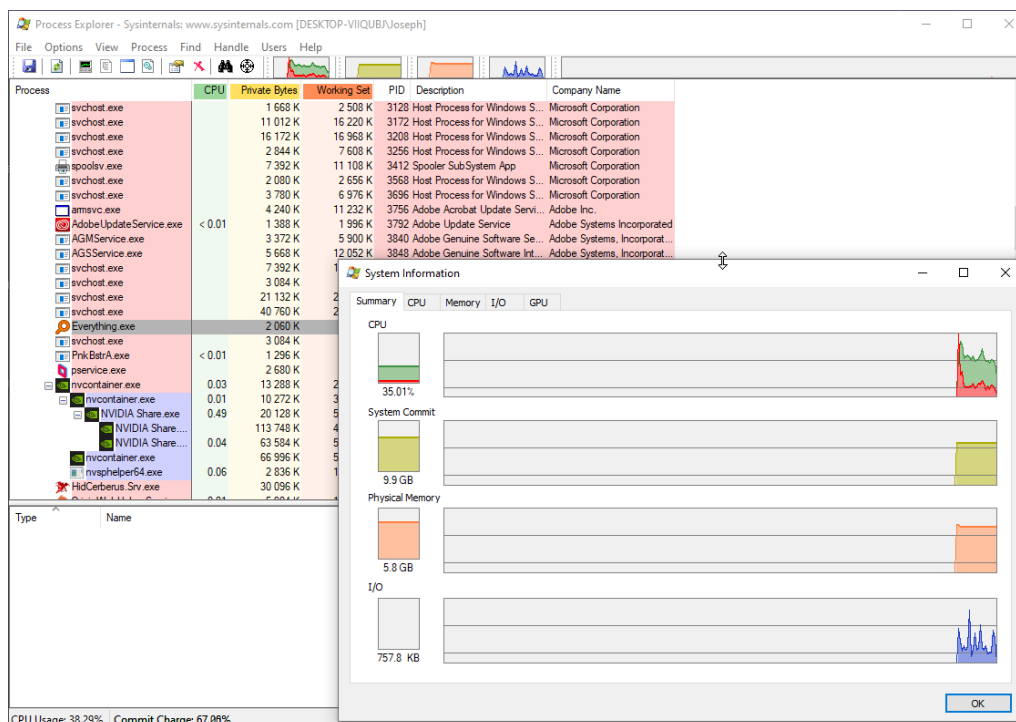 Process Explorer - Sysinternals: www.sysinternals.com [DESKTOP-VIIQUBJ\Joseph]
File Options View Process Find Handle Users Help
Process CPU Private Bytes Working Set PID Description Company Name
svchost.exe 1 668 K 2 508 K 3128 Host Process for Windows S... Microsoft Corporation
svchost.exe 11 012 K 16 220 K 3172 Host Process for Windows S... Microsoft Corporation
svchost.exe 16 172 K 16 968 K 3208 Host Process for Windows S... Microsoft Corporation
svchost.exe 2 844 K 7 608 K 3256 Host Process for Windows S... Microsoft Corporation
spoolsv.exe 7 392 K 11 108 K 3412 Spooler SubSystem App Microsoft Corporation
svchost.exe 2 080 K 2 656 K 3568 Host Process for Windows S... Microsoft Corporation
svchost.exe 3 780 K 6 976 K 3696 Host Process for Windows S... Microsoft Corporation
armsvc.exe 4 240 K 11 232 K 3756 Adobe Acrobat Update Servi... Adobe Inc.
AdobeUpdateService.exe < 0.01 1 388 K 1 996 K 3792 Adobe Update Service Adobe Systems Incorporated
AGMService.exe 3 372 K 5 900 K 3840 Adobe Genuine Software Se... Adobe Systems, Incorporat...
AGSService.exe 5 668 K 12 052 K 3848 Adobe Genuine Software Int... Adobe Systems, Incorporat...
svchost.exe 7 392 K 1
svchost.exe 3 084 K
svchost.exe 21 132 K 2
svchost.exe 40 760 K 2
Everything.exe 2 060 K
svchost.exe 3 084 K
PnkBstrA.exe < 0.01 1 296 K
pservice.exe 2 680 K
nvcontainer.exe 0.03 13 288 K 2
nvcontainer.exe 0.01 10 272 K 3
NVIDIA Share.exe 0.49 20 128 K 5
NVIDIA Share.... 113 748 K 4
NVIDIA Share.... 0.04 63 584 K 5
nvcontainer.exe 66 996 K 5
nvsphelper64.exe 0.06 2 836 K 1
HidCerberus.Srv.exe 30 096 K
Type Name
CPU Usage: 38.29% Commit Charge:
System Information
Summary CPU Memory I/O GPU
CPU
35.01%
System Commit
9.9 GB
Physical Memory
5.8 GB
I/O
757.8 KB
OK